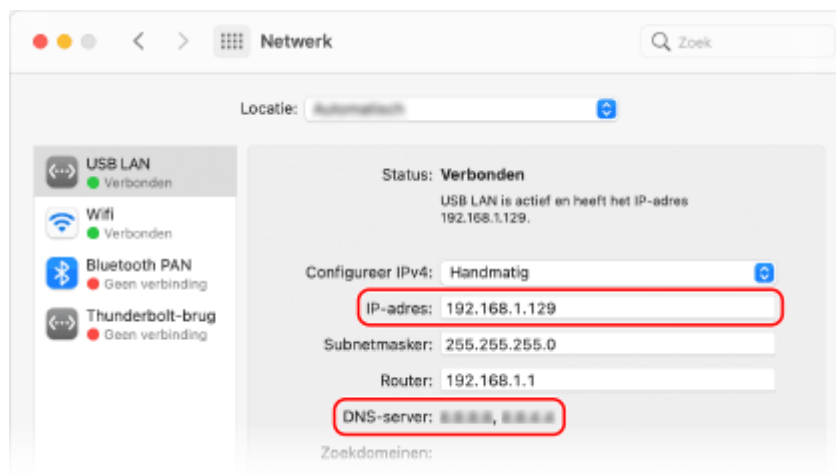 Netwerk
Zoek
Locatie:
USB LAN
Verbonden
Wifi
Verbonden
Bluetooth PAN
Geen verbinding
Thunderbolt-brug
Geen verbinding
Status: Verbonden
USB LAN is actief en heeft het IP-adres
192.168.1.129.
Configureer IPv4: Handmatig
IP-adres: 192.168.1.129
Subnetmasker: 255.255.255.0
Router: 192.168.1.1
DNS-server:
Zoekdomeinen: